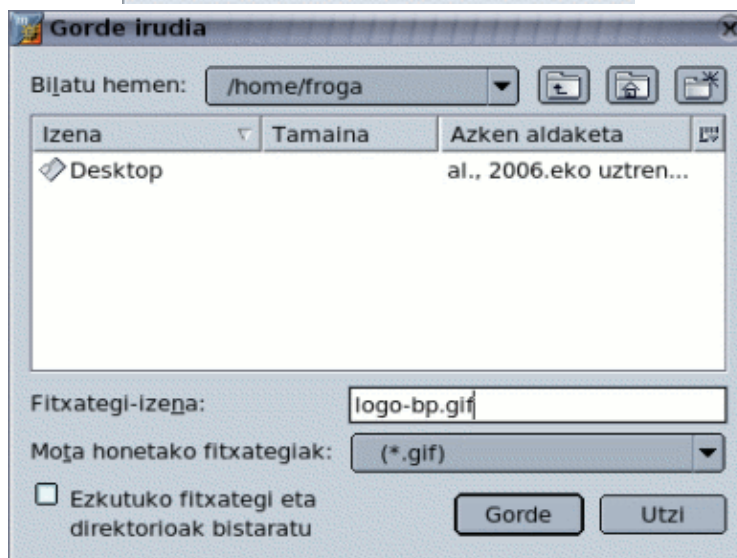 Gorde irudia
Bilatu hemen: /home/froga
Izena Tamaina Azken aldaketa
Desktop al., 2006.eko uztren...
Fitxategi-izena: logo-bp.gif
Mota honetako fitxategiak: (*.gif)
Ezkutuko fitxategi eta
direktorioak bistaratu
Gorde Utzi